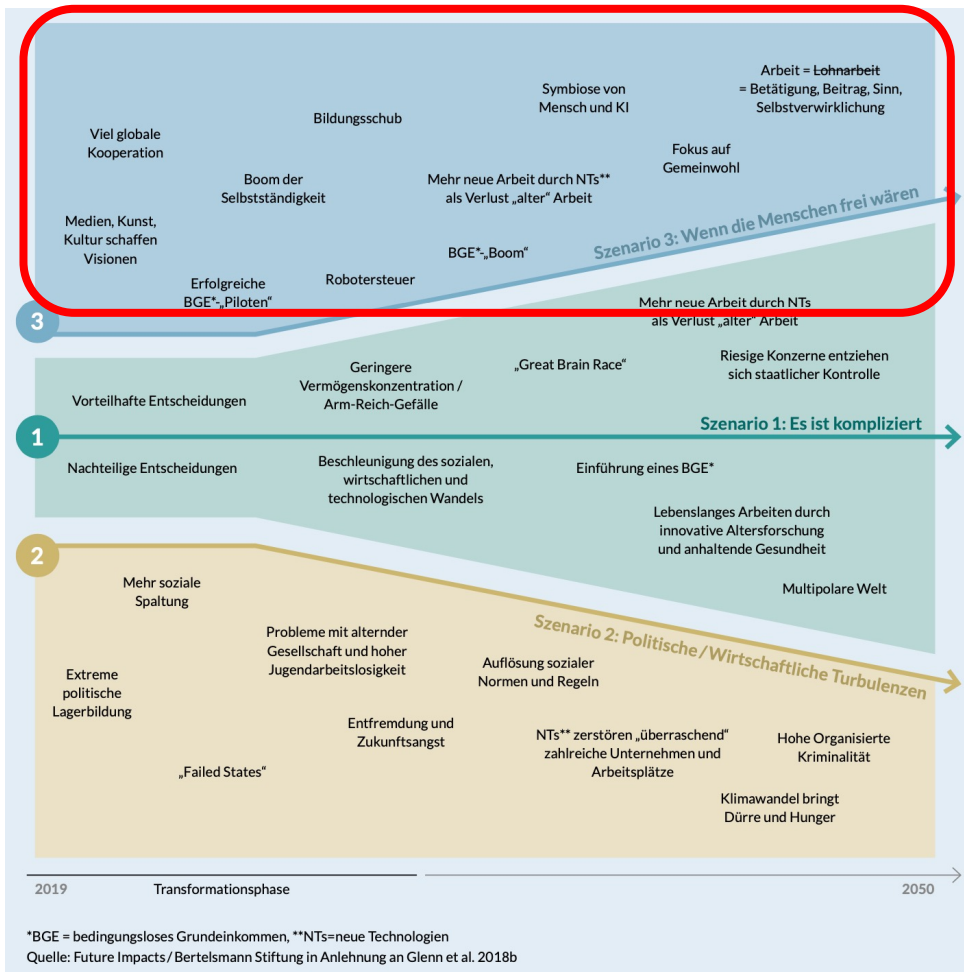 Arbeit = Lohnarbeit
= Betätigung, Beitrag, Sinn,
Selbstverwirklichung
Symbiose von
Mensch und KI
Bildungsschub
Viel globale
Kooperation
Fokus auf
Gemeinwohl
Boom der
Selbstständigkeit
Mehr neue Arbeit durch NTs**
als Verlust „alter“ Arbeit
Medien, Kunst,
Kultur schaffen
Visionen
BGE*-„Boom“
Erfolgreiche
BGE*-„Piloten“
Robotersteuer
Szenario 3: Wenn die Menschen frei wären
3
Mehr neue Arbeit durch NTs
als Verlust „alter“ Arbeit
„Great Brain Race“
Riesige Konzerne entziehen
sich staatlicher Kontrolle
Geringere
Vermögenskonzentration /
Arm-Reich-Gefälle
Vorteilhafte Entscheidungen
1
Szenario 1: Es ist kompliziert
Nachteilige Entscheidungen
Beschleunigung des sozialen,
wirtschaftlichen und
technologischen Wandels
Einführung eines BGE*
Lebenslanges Arbeiten durch
innovative Altersforschung
und anhaltende Gesundheit
Multipolare Welt
2
Szenario 2: Politische / Wirtschaftliche Turbulenzen
Mehr soziale
Spaltung
Probleme mit alternder
Gesellschaft und hoher
Jugendarbeitslosigkeit
Extreme
politische
Lagerbildung
Auflösung sozialer
Normen und Regeln
Entfremdung und
Zukunftsangst
„Failed States“
NTs** zerstören „überraschend“
zahlreiche Unternehmen und
Arbeitsplätze
Hohe Organisierte
Kriminalität
Klimawandel bringt
Dürre und Hunger
2019
Transformationsphase
2050
*BGE = bedingungsloses Grundeinkommen, **NTs=neue Technologien
Quelle: Future Impacts / Bertelsmann Stiftung in Anlehnung an Glenn et al. 2018b